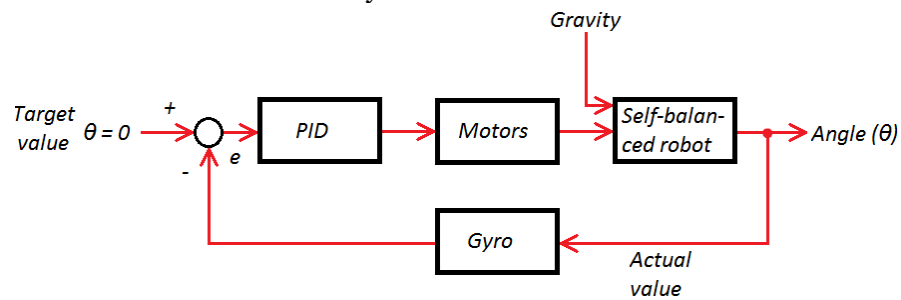 Gravity
Target
value θ = 0
+
-
e
PID
Motors
Self-balan-
ced robot
Angle (θ)
Gyro
Actual
value